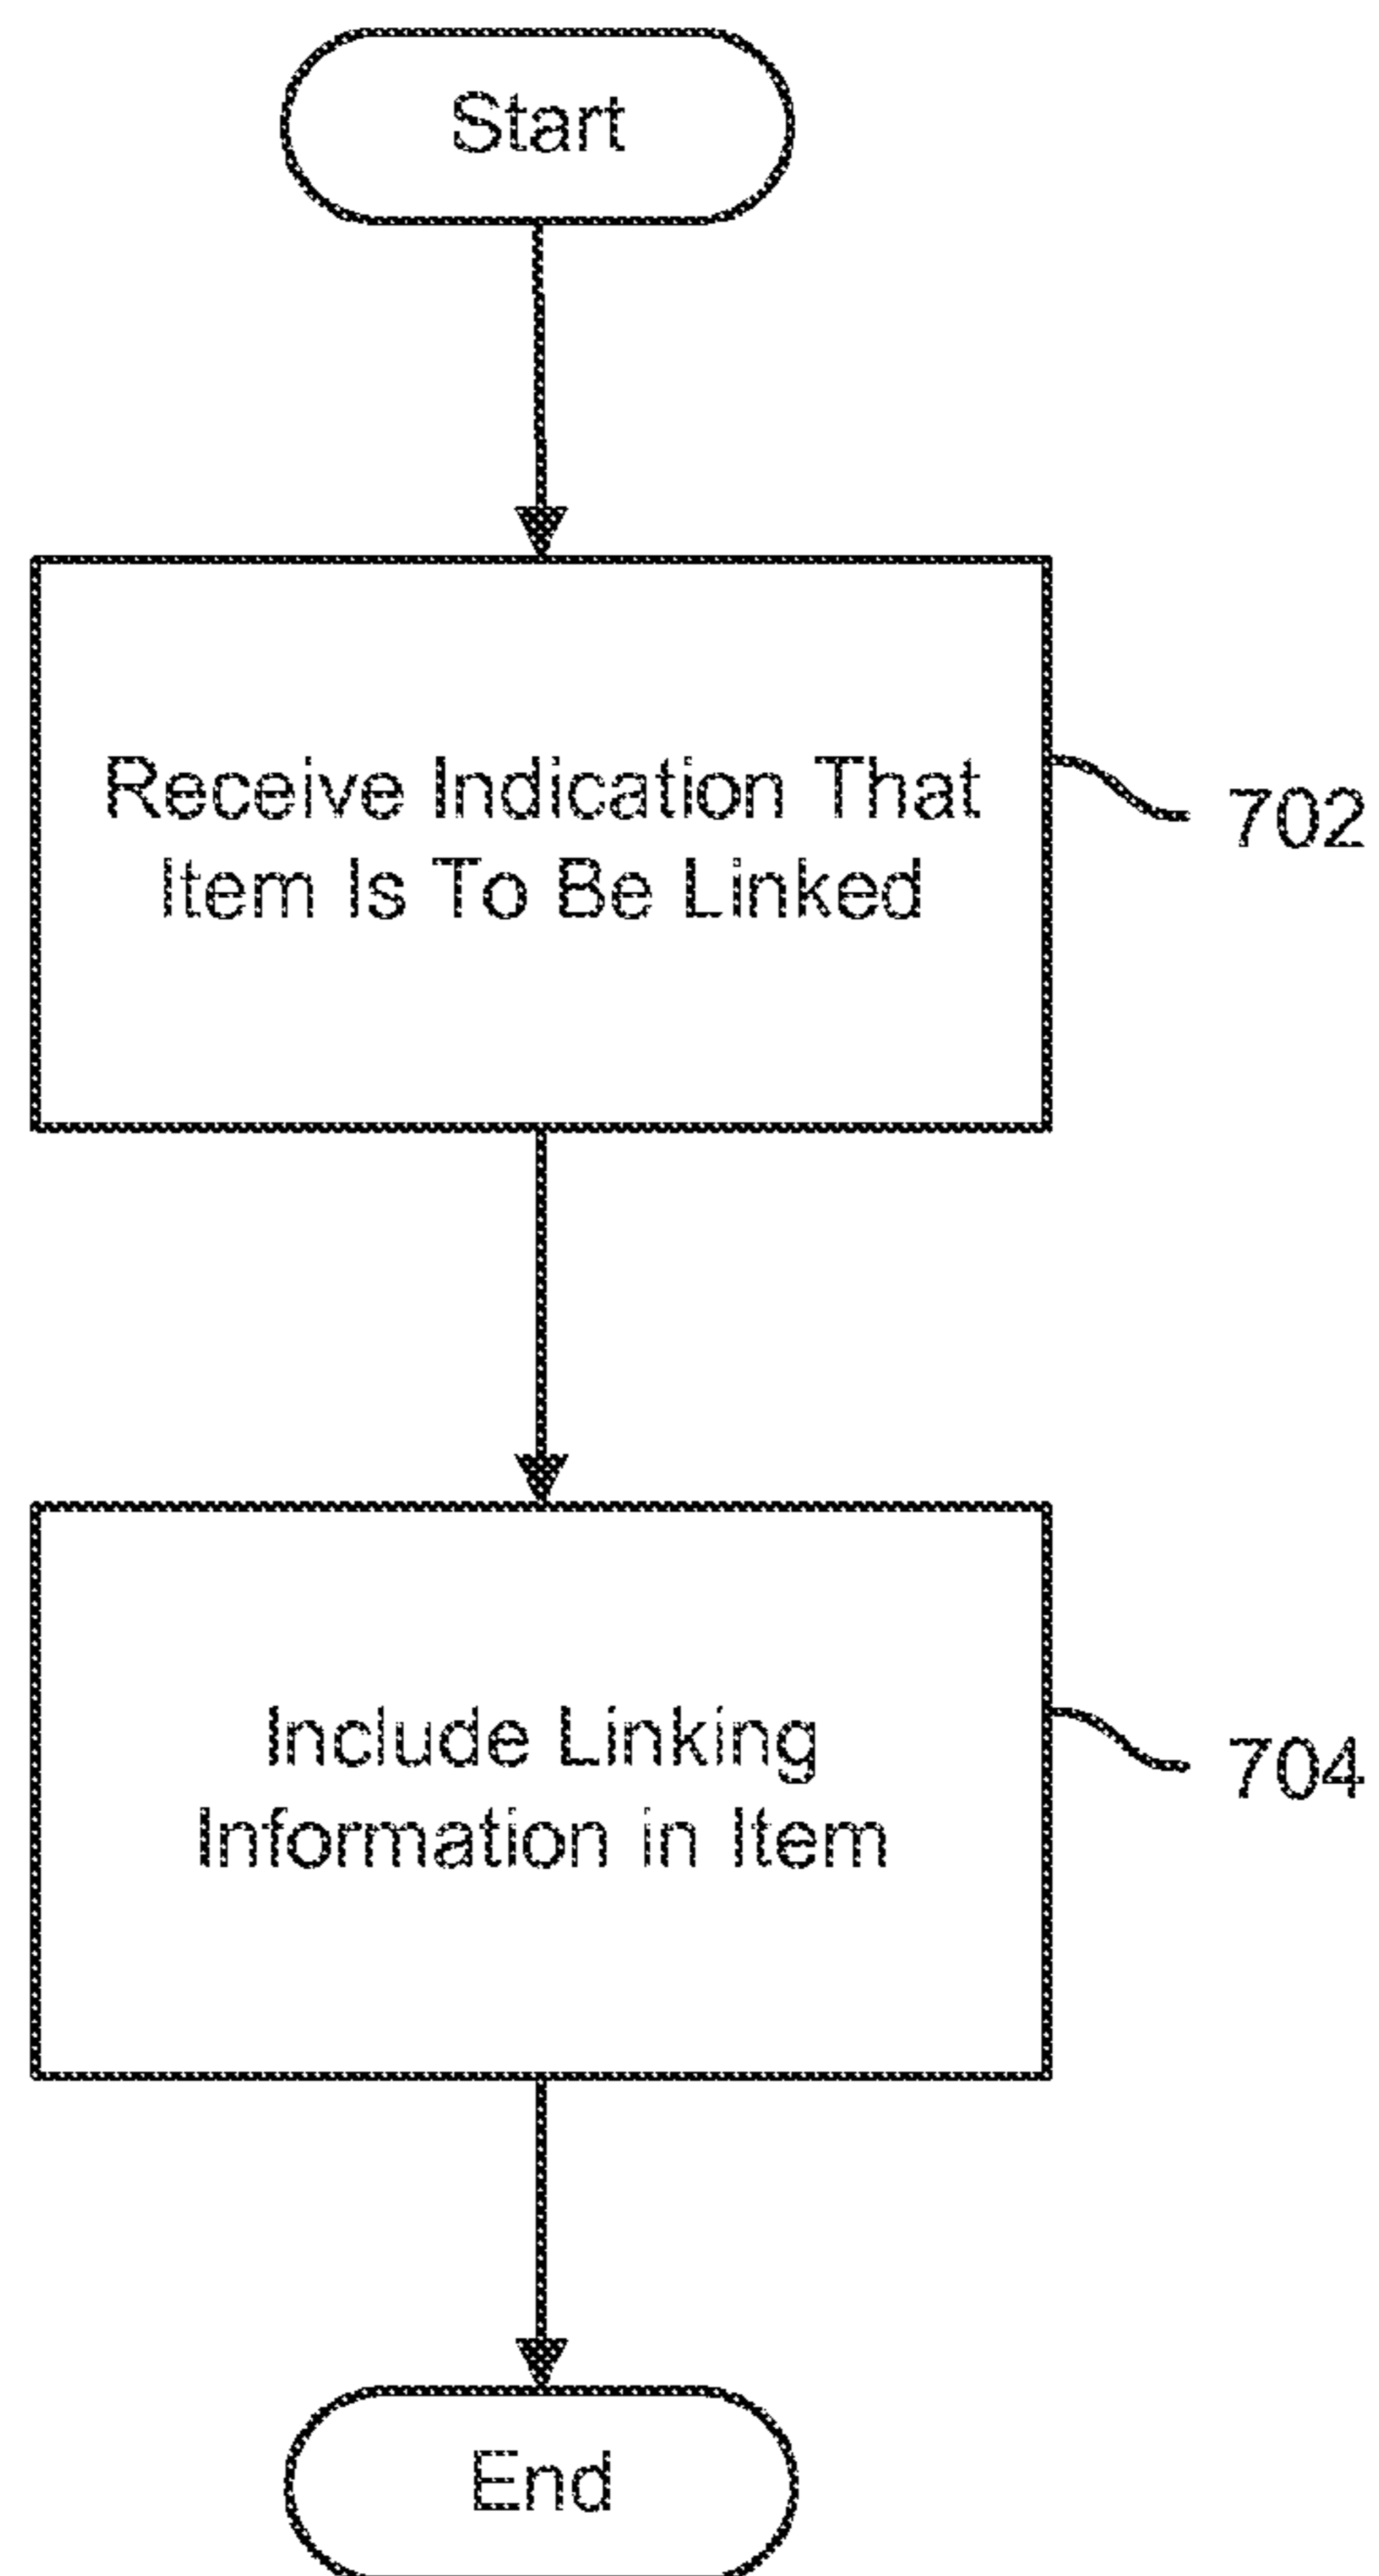 Start
Receive Indication That
Item Is To Be Linked
702
Include Linking
Information in Item
704
End